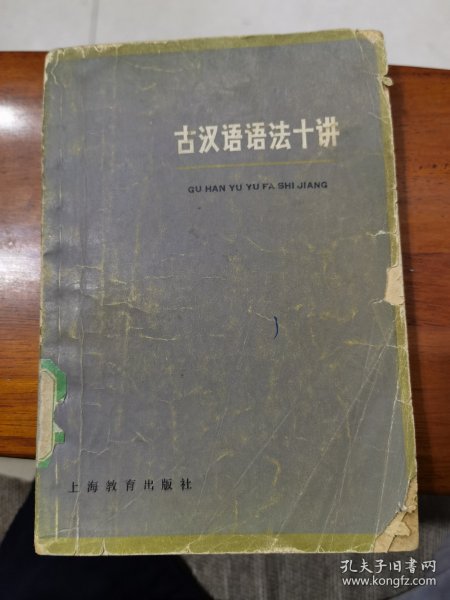 古汉语语法十讲
GU HAN YU YU FA SHI JIANG
上海教育出版社
孔夫子旧书网
www.kongfz.com